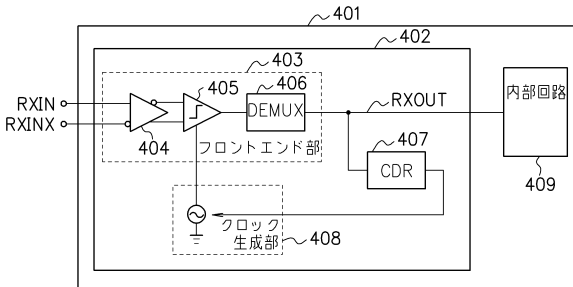 401
402
403
405
406
RXIN
RXINX
DEMUX
RXOUT
内部回路
404
フロントエンド部
407
CDR
409
クロック
生成部
408